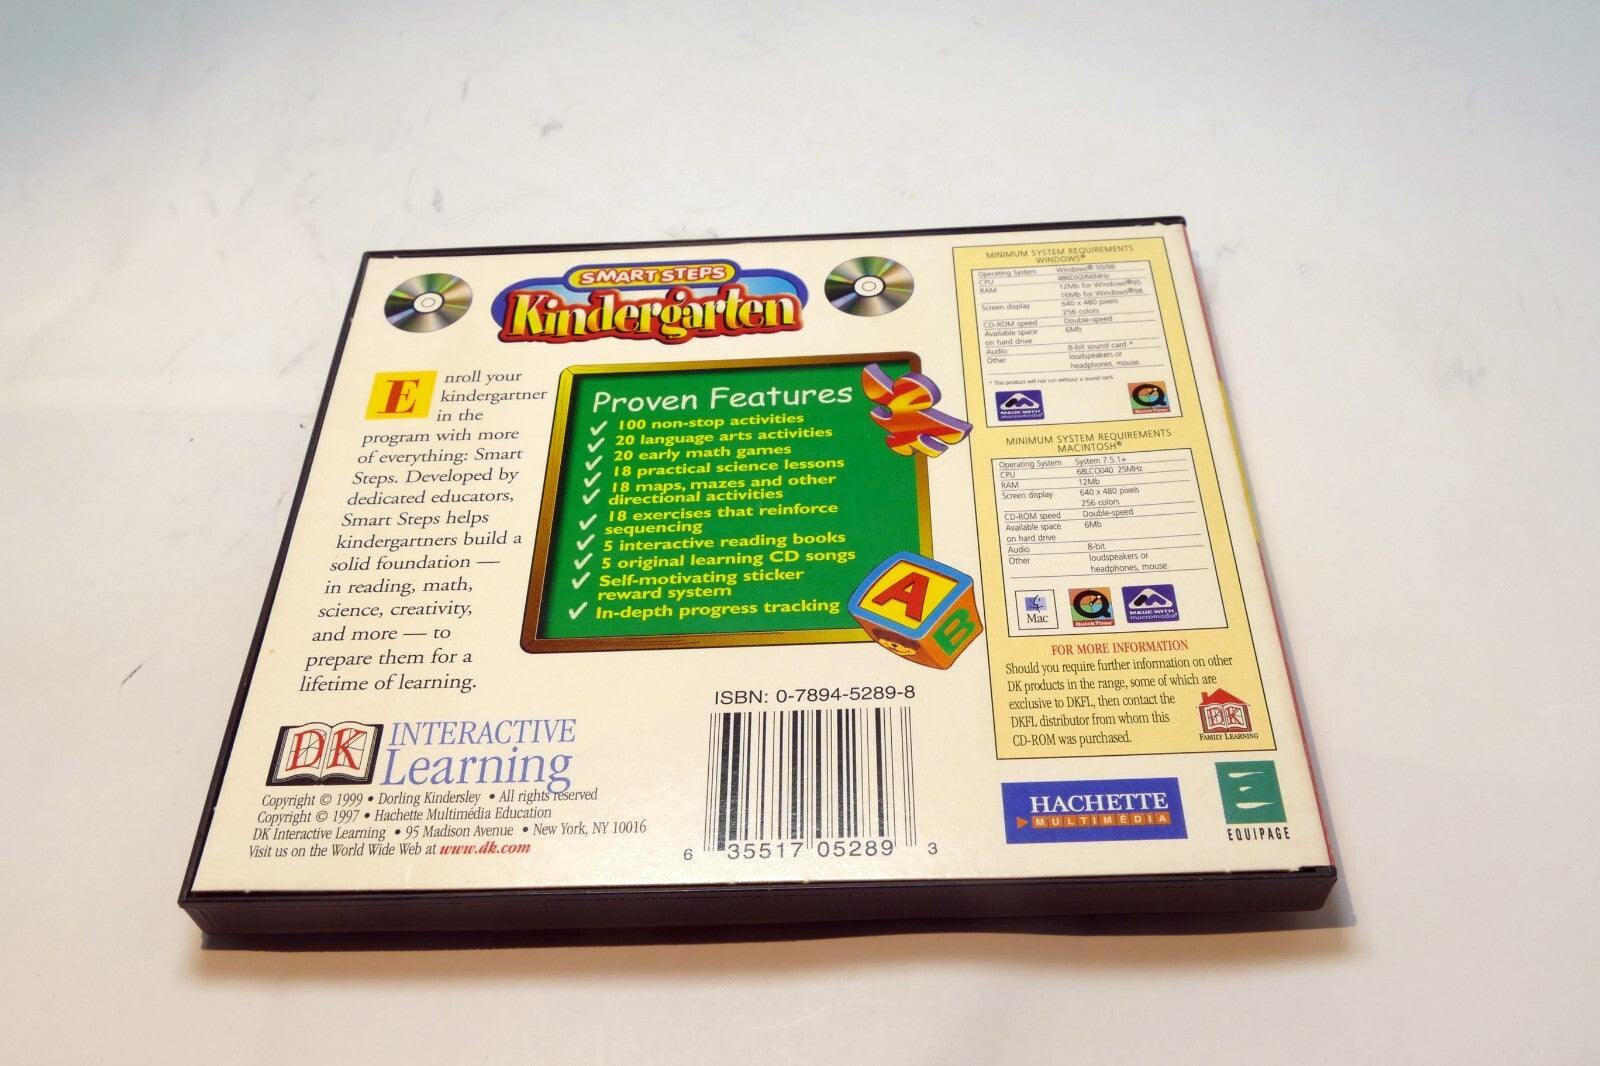 SMART STEPS
Kindergarten
Enroll your
kindergartner
in the
program with more
of everything: Smart
Steps. Developed by
dedicated educators,
Smart Steps helps
kindergartners build a
solid foundation —
in reading, math,
science, creativity,
and more — to
prepare them for a
lifetime of learning.
Proven Features
✓ 100 non-stop activities
✓ 20 language arts activities
✓ 20 early math games
✓ 18 practical science lessons
✓ 18 maps, mazes and other
directional activities
✓ 18 exercises that reinforce
sequencing
✓ 5 interactive reading books
✓ 5 original learning CD songs
✓ Self-motivating sticker
reward system
✓ In-depth progress tracking
A
B
DK INTERACTIVE
Learning
Copyright © 1999 • Dorling Kindersley • All rights reserved
Copyright © 1997 • Hachette Multimédia Education
DK Interactive Learning • 95 Madison Avenue • New York, NY 10016
Visit us on the World Wide Web at www.dk.com
ISBN: 0-7894-5289-8
6 35517 05289 3
MINIMUM SYSTEM REQUIREMENTS
WINDOWS®
Operating System Windows® 95/98
CPU 486DX2/66MHz
RAM 12Mb for Windows®95
16Mb for Windows®98
Screen display 640 x 480 pixels
256 colors
CD-ROM speed Double-speed
Available space 6Mb
on hard drive
Audio 8-bit sound card *
Other loudspeakers or
headphones, mouse.
* This product will not run without a sound card.
MADE WITH
macromedia®
QuickTime™
MINIMUM SYSTEM REQUIREMENTS
MACINTOSH®
Operating System System 7.5.1+
CPU 68LC0040 25MHz
RAM 12Mb
Screen display 640 x 480 pixels
256 colors
CD-ROM speed Double-speed
Available space 6Mb
on hard drive
Audio 8-bit
Other loudspeakers or
headphones, mouse.
Mac
QuickTime™
MADE WITH
macromedia®
FOR MORE INFORMATION
Should you require further information on other
DK products in the range, some of which are
exclusive to DKFL, then contact the
DKFL distributor from whom this
CD-ROM was purchased.
DK
FAMILY LEARNING
HACHETTE
MULTIMÉDIA
EQUIPAGE